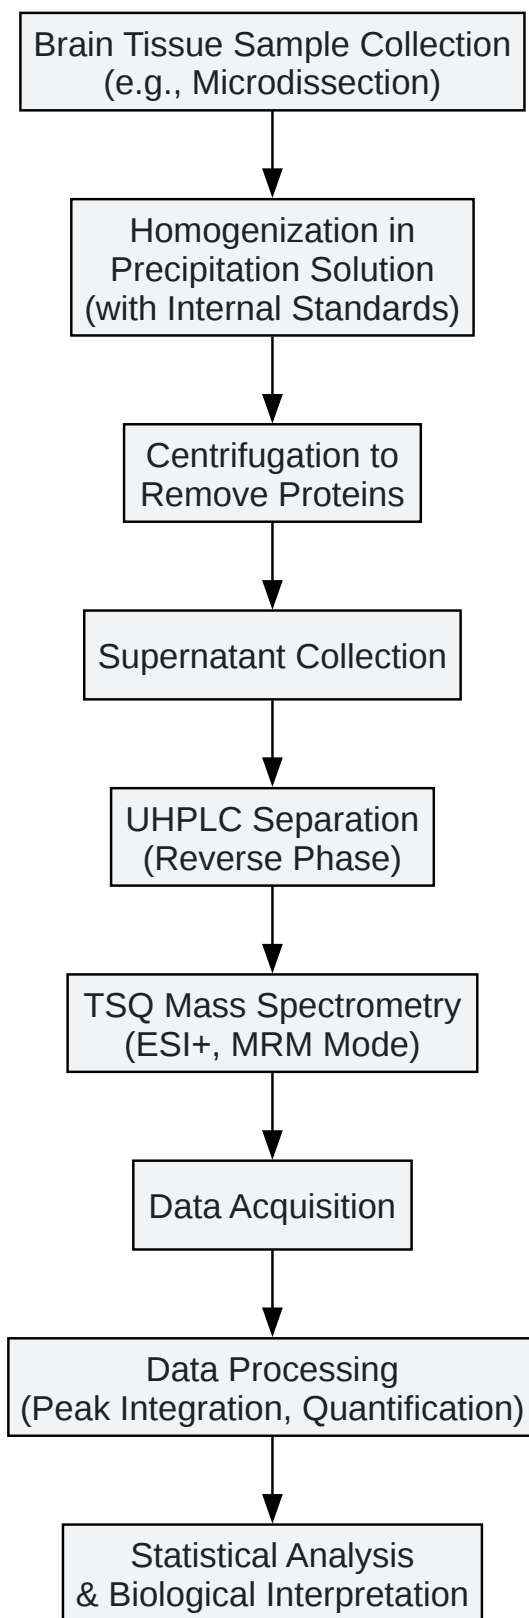 Brain Tissue Sample Collection
(e.g., Microdissection)
Homogenization in
Precipitation Solution
(with Internal Standards)
Centrifugation to
Remove Proteins
Supernatant Collection
UHPLC Separation
(Reverse Phase)
TSQ Mass Spectrometry
(ESI+, MRM Mode)
Data Acquisition
Data Processing
(Peak Integration, Quantification)
Statistical Analysis
& Biological Interpretation